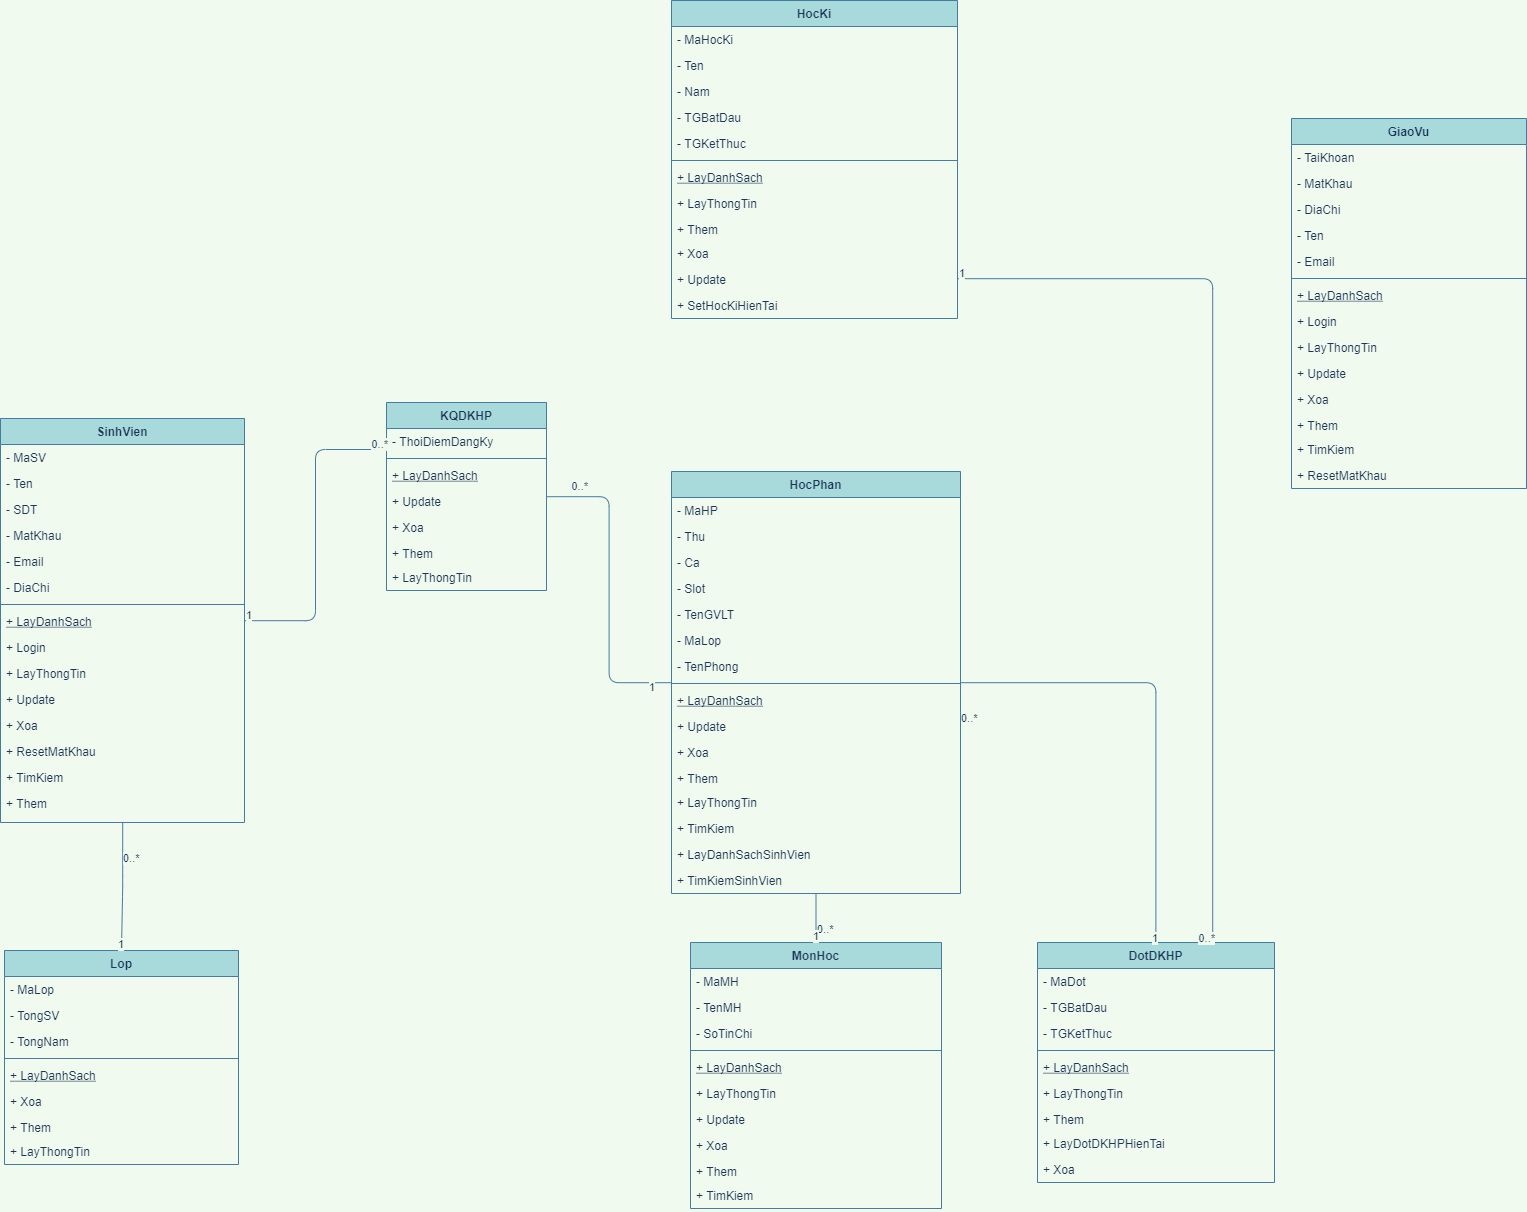 HocKi
- MaHocKi
- Ten
- Nam
- TGBatDau
- TGKetThuc
+ LayDanhSach
+ LayThongTin
+ Them
+ Xoa
+ Update
+ SetHocKiHienTai
1
GiaoVu
- TaiKhoan
- MatKhau
- DiaChi
- Ten
- Email
+ LayDanhSach
+ Login
+ LayThongTin
+ Update
+ Xoa
+ Them
+ TimKiem
+ ResetMatKhau
SinhVien
- MaSV
- Ten
- SDT
- MatKhau
- Email
- DiaChi
+ LayDanhSach
+ Login
+ LayThongTin
+ Update
+ Xoa
+ ResetMatKhau
+ TimKiem
+ Them
1
0..*
KQDKHP
- ThoiDiemDangKy
+ LayDanhSach
+ Update
+ Xoa
+ Them
+ LayThongTin
0..*
1
HocPhan
- MaHP
- Thu
- Ca
- Slot
- TenGVLT
- MaLop
- TenPhong
+ LayDanhSach
+ Update
+ Xoa
+ Them
+ LayThongTin
+ TimKiem
+ LayDanhSachSinhVien
+ TimKiemSinhVien
0..*
0..*
1
Lop
- MaLop
- TongSV
- TongNam
+ LayDanhSach
+ Xoa
+ Them
+ LayThongTin
0..*
1
MonHoc
- MaMH
- TenMH
- SoTinChi
+ LayDanhSach
+ LayThongTin
+ Update
+ Xoa
+ Them
+ TimKiem
1
0..*
DotDKHP
- MaDot
- TGBatDau
- TGKetThuc
+ LayDanhSach
+ LayThongTin
+ Them
+ LayDotDKHPHienTai
+ Xoa